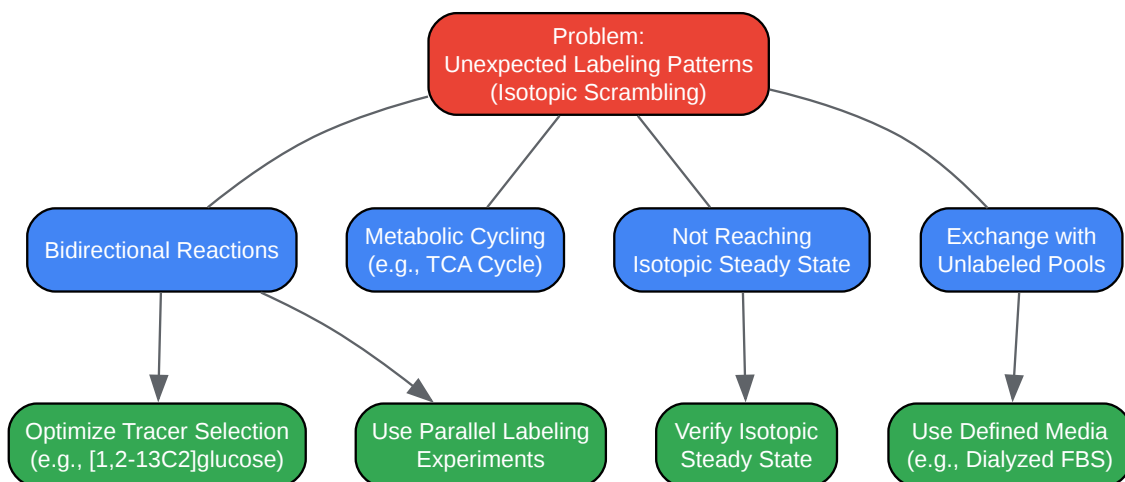 Problem:
Unexpected Labeling Patterns
(Isotopic Scrambling)
Bidirectional Reactions
Metabolic Cycling
(e.g., TCA Cycle)
Not Reaching
Isotopic Steady State
Exchange with
Unlabeled Pools
Optimize Tracer Selection
(e.g., [1,2-13C2]glucose)
Use Parallel Labeling
Experiments
Verify Isotopic
Steady State
Use Defined Media
(e.g., Dialyzed FBS)